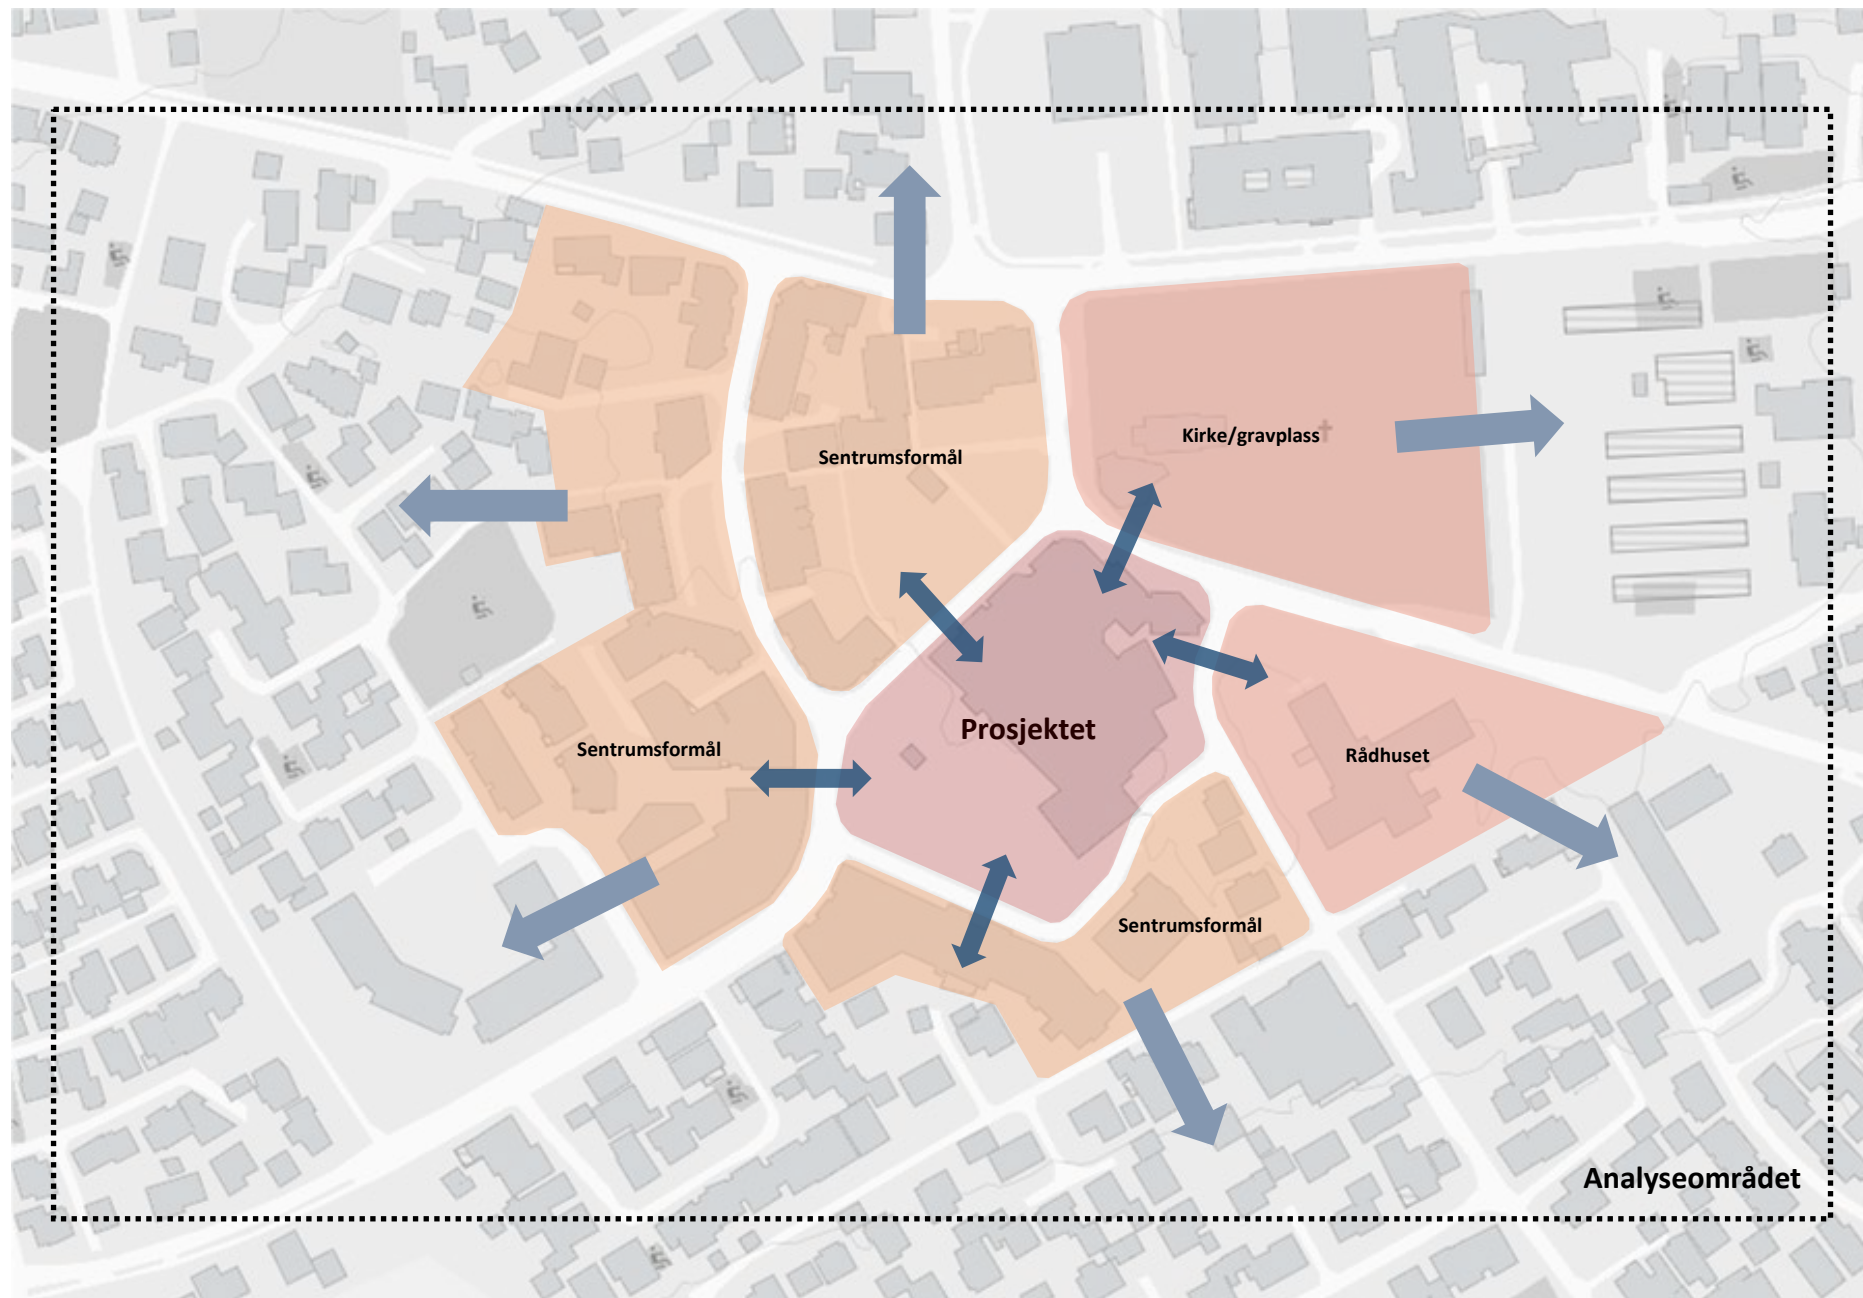 Kirke/gravplass
Sentrumsformål
Prosjektet
Sentrumsformål
Rådhuset
Sentrumsformål
Analyseområdet